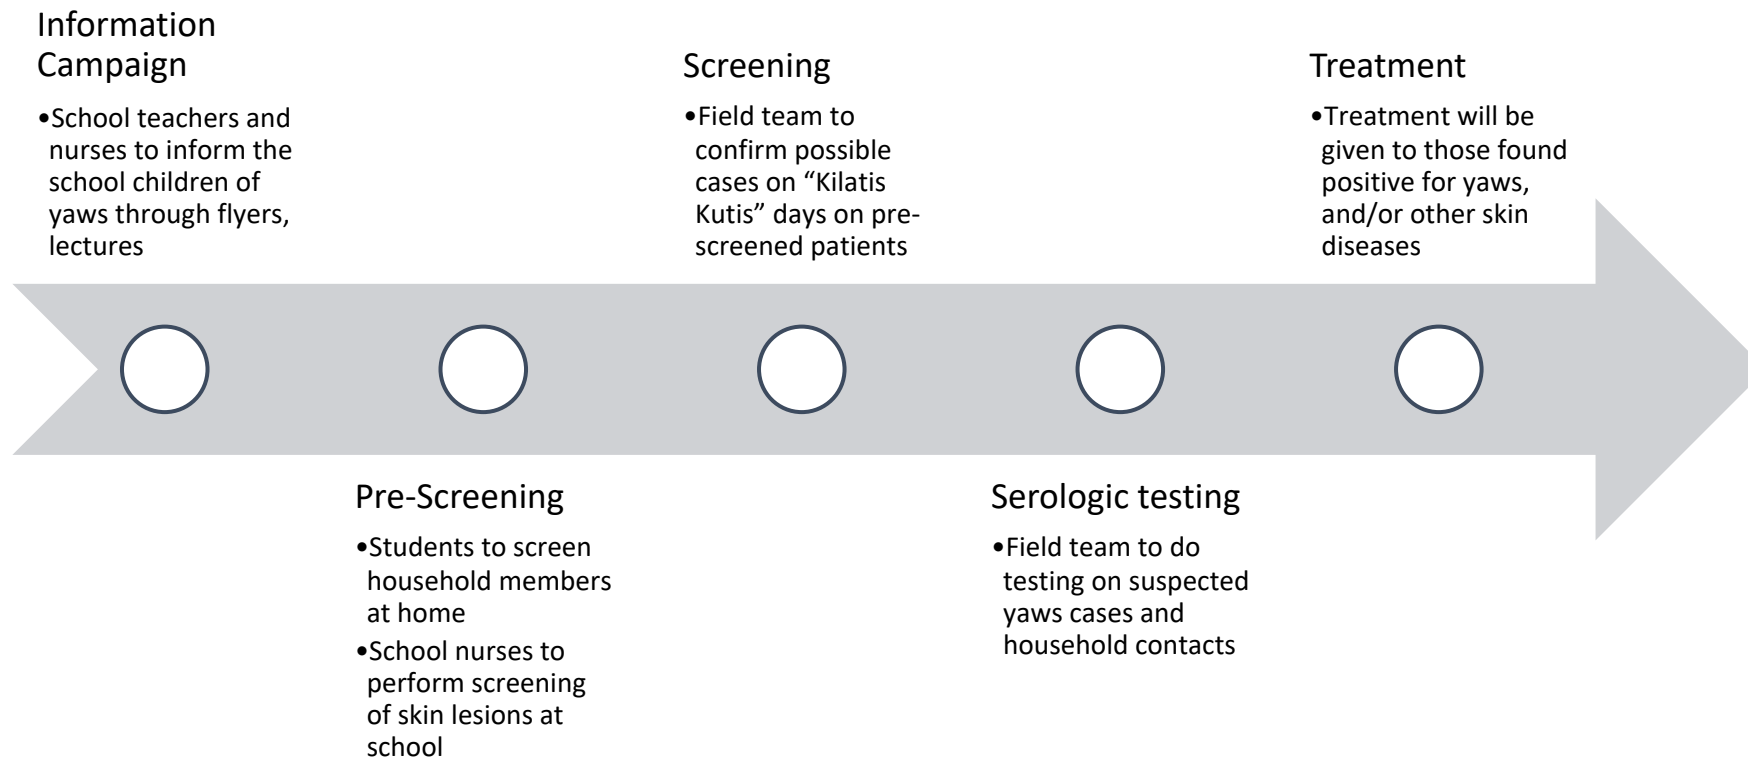 Information
Campaign
•School teachers and
nurses to inform the
school children of
yaws through flyers,
lectures
Pre-Screening
•Students to screen
household members
at home
•School nurses to
perform screening
of skin lesions at
school
Screening
•Field team to
confirm possible
cases on “Kilatis
Kutis” days on pre-
screened patients
Serologic testing
•Field team to do
testing on suspected
yaws cases and
household contacts
Treatment
•Treatment will be
given to those found
positive for yaws,
and/or other skin
diseases